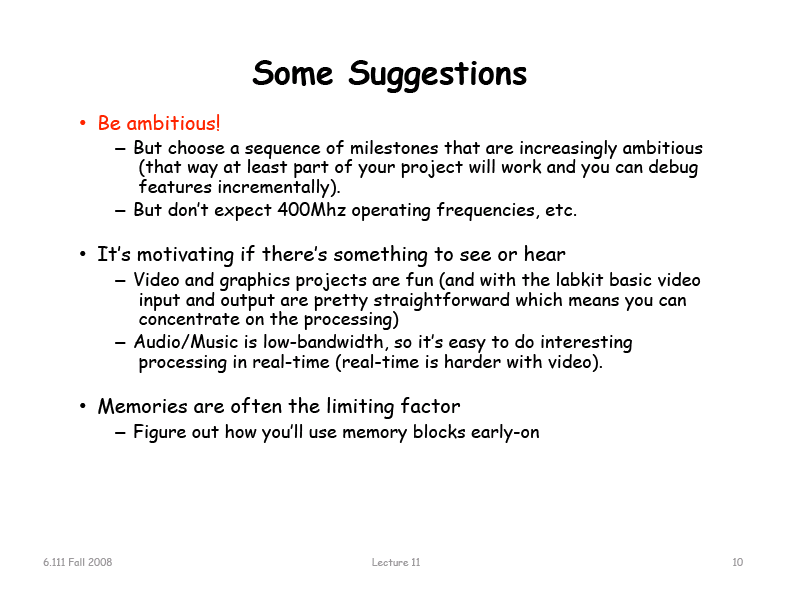 Some Suggestions
• Be ambitious!
– But choose a sequence of milestones that are increasingly ambitious
(that way at least part of your project will work and you can debug
features incrementally).
– But don’t expect 400Mhz operating frequencies, etc.
• It’s motivating if there’s something to see or hear
– Video and graphics projects are fun (and with the labkit basic video
input and output are pretty straightforward which means you can
concentrate on the processing)
– Audio/Music is low-bandwidth, so it’s easy to do interesting
processing in real-time (real-time is harder with video).
• Memories are often the limiting factor
– Figure out how you’ll use memory blocks early-on
6.111 Fall 2008
Lecture 11
10